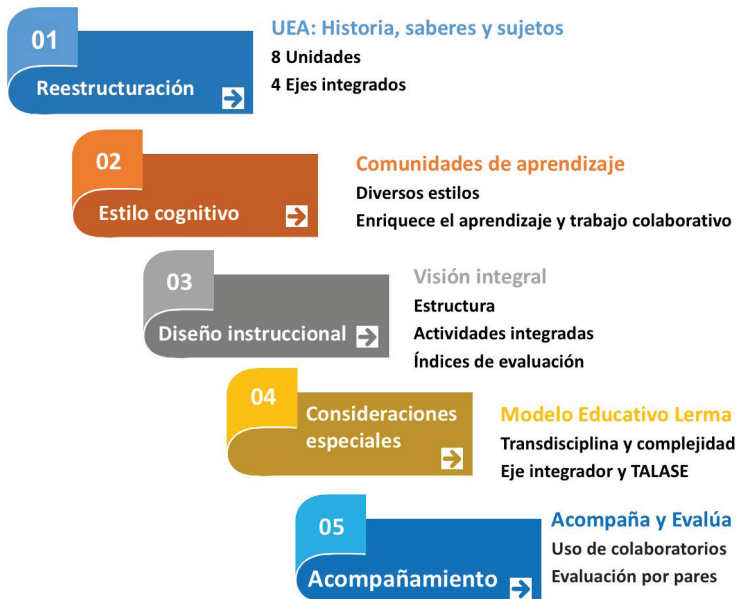 01
Reestructuración
UEA: Historia, saberes y sujetos
8 Unidades
4 Ejes integrados
02
Estilo cognitivo
Comunidades de aprendizaje
Diversos estilos
Enriquece el aprendizaje y trabajo colaborativo
03
Diseño instruccional
Visión integral
Estructura
Actividades integradas
Índices de evaluación
04
Consideraciones
especiales
Modelo Educativo Lerma
Transdisciplina y complejidad
Eje integrador y TALASE
05
Acompañamiento
Acompaña y Evalúa
Uso de colaboratorios
Evaluación por pares